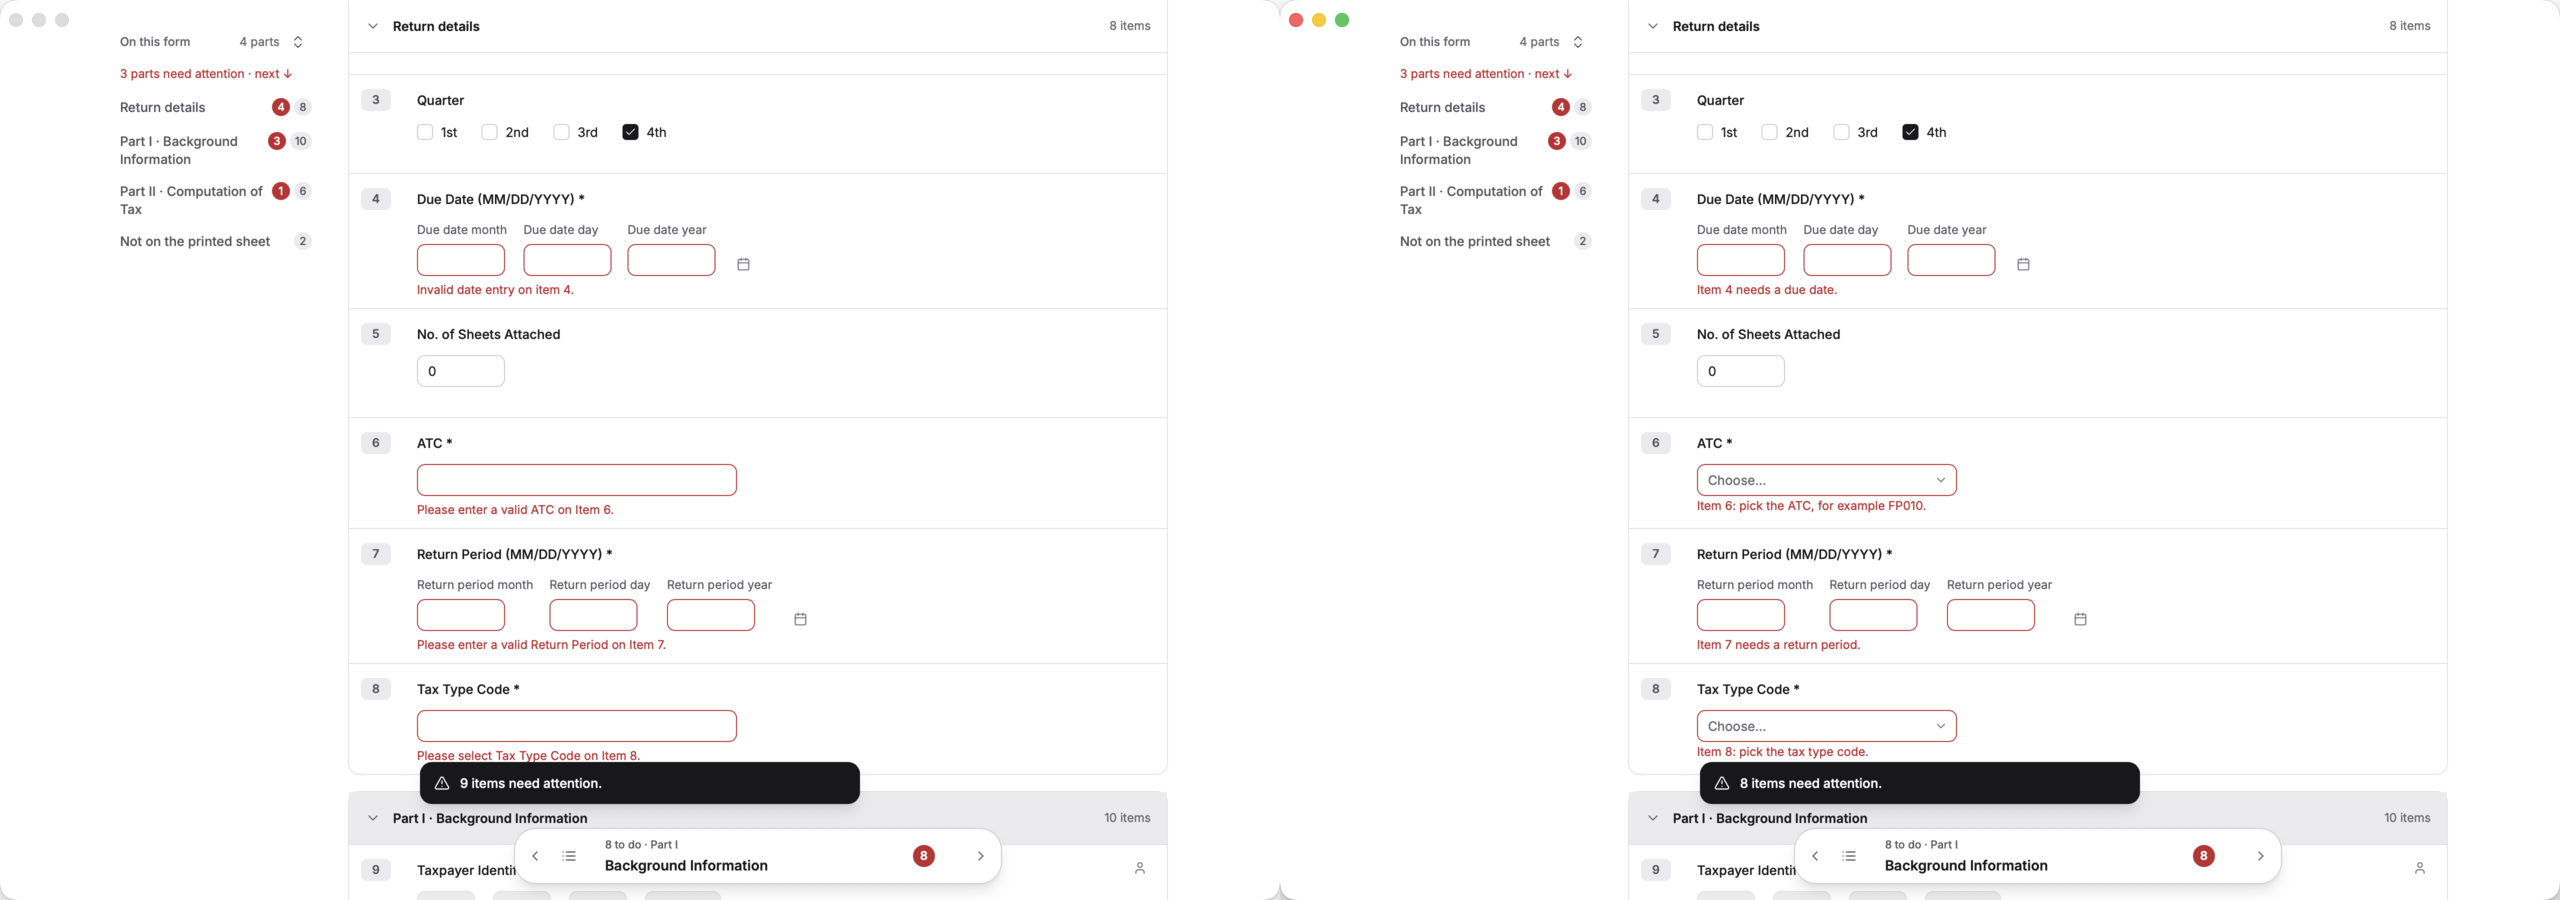 On this form 4 parts
3 parts need attention · next ↓
Return details 4 8
Part I · Background Information 3 10
Part II · Computation of Tax 1 6
Not on the printed sheet 2
Return details 8 items
3 Quarter
1st 2nd 3rd 4th
4 Due Date (MM/DD/YYYY) *
Due date month Due date day Due date year
Invalid date entry on item 4.
5 No. of Sheets Attached
0
6 ATC *
Please enter a valid ATC on Item 6.
7 Return Period (MM/DD/YYYY) *
Return period month Return period day Return period year
Please enter a valid Return Period on Item 7.
8 Tax Type Code *
Please select Tax Type Code on Item 8.
9 items need attention.
Part I · Background Information 10 items
8 to do · Part I
Background Information 8
9 Taxpayer
On this form 4 parts
3 parts need attention · next ↓
Return details 4 8
Part I · Background Information 3 10
Part II · Computation of Tax 1 6
Not on the printed sheet 2
Return details 8 items
3 Quarter
1st 2nd 3rd 4th
4 Due Date (MM/DD/YYYY) *
Due date month Due date day Due date year
Item 4 needs a due date.
5 No. of Sheets Attached
0
6 ATC *
Choose...
Item 6: pick the ATC, for example FP010.
7 Return Period (MM/DD/YYYY) *
Return period month Return period day Return period year
Item 7 needs a return period.
8 Tax Type Code *
Choose...
Item 8: pick the tax type code.
8 items need attention.
Part I · Background Information 10 items
8 to do · Part I
Background Information 8
9 Taxpayer